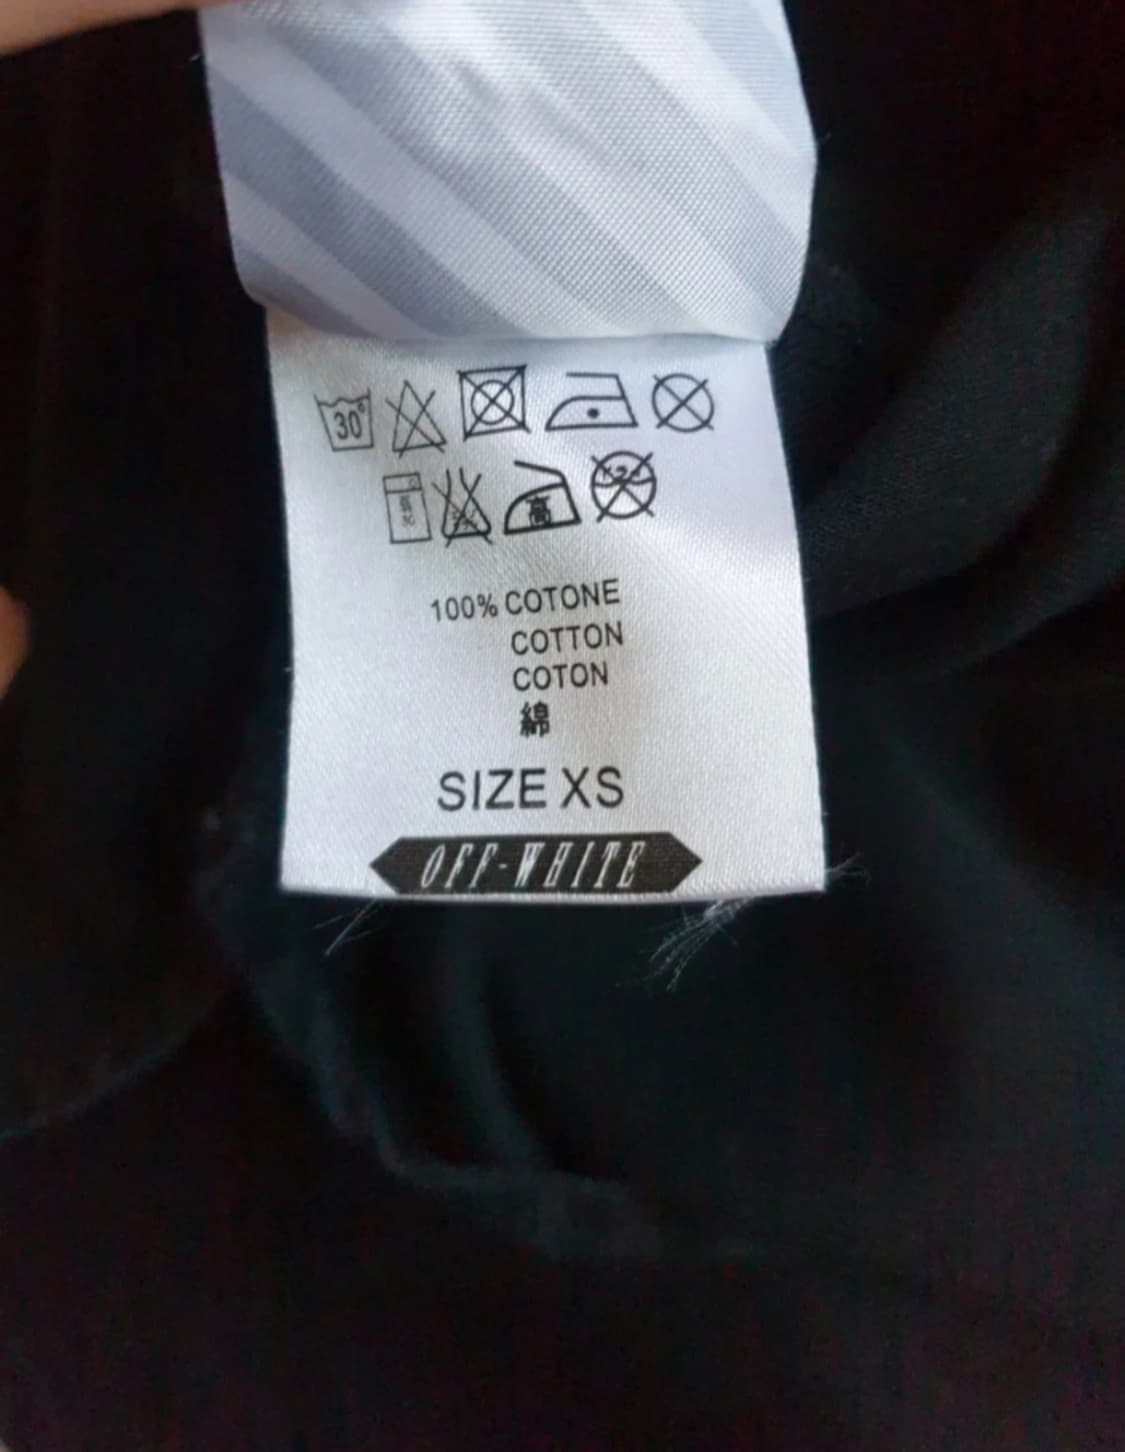 30°
高
100% COTONE
COTTON
COTON
綿
SIZE XS
OFF-WHITE